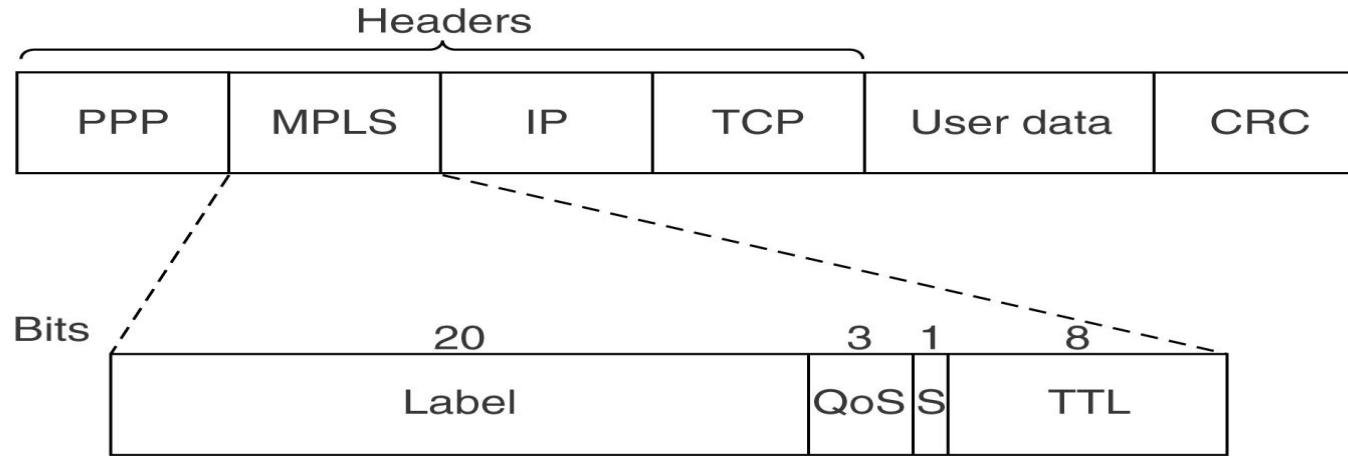 Headers
PPP MPLS IP TCP User data CRC
Bits 20 3 1 8
Label QoS S TTL